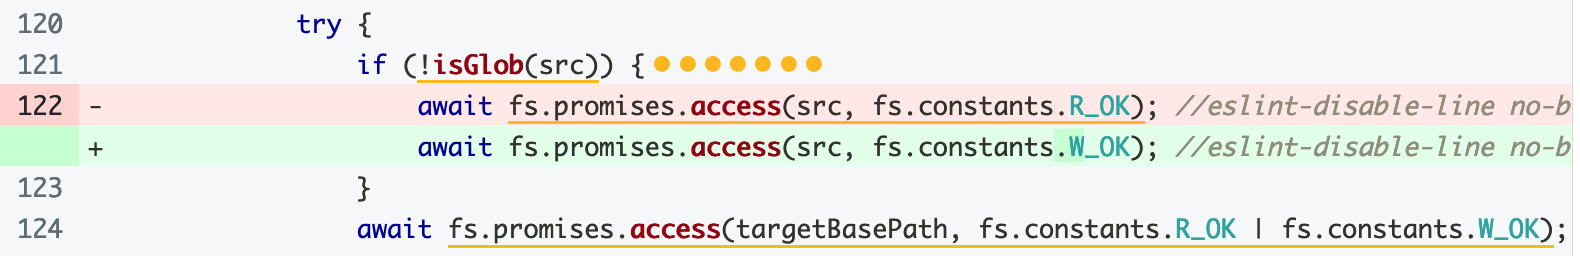 120 try {
121 if (!isGlob(src)) {
122 - await fs.promises.access(src, fs.constants.R_OK); //eslint-disable-line no-b
+ await fs.promises.access(src, fs.constants.W_OK); //eslint-disable-line no-b
123 }
124 await fs.promises.access(targetBasePath, fs.constants.R_OK | fs.constants.W_OK);